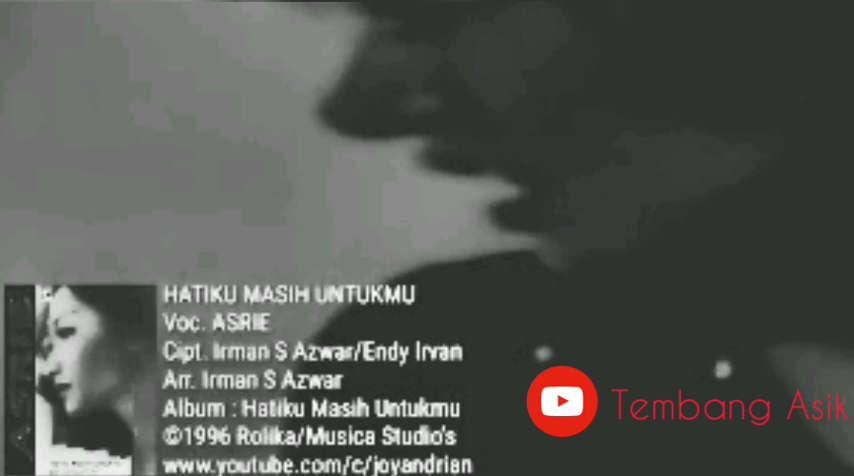 HATIKU MASIH UNTUKMU
Voc. ASRIE
Cipt. Irman S Azwar/Endy Irvan
Arr. Irman S Azwar
Album : Hatiku Masih Untukmu
©1996 Rolika/Musica Studio's
www.youtube.com/c/joyandrian
Tembang Asik